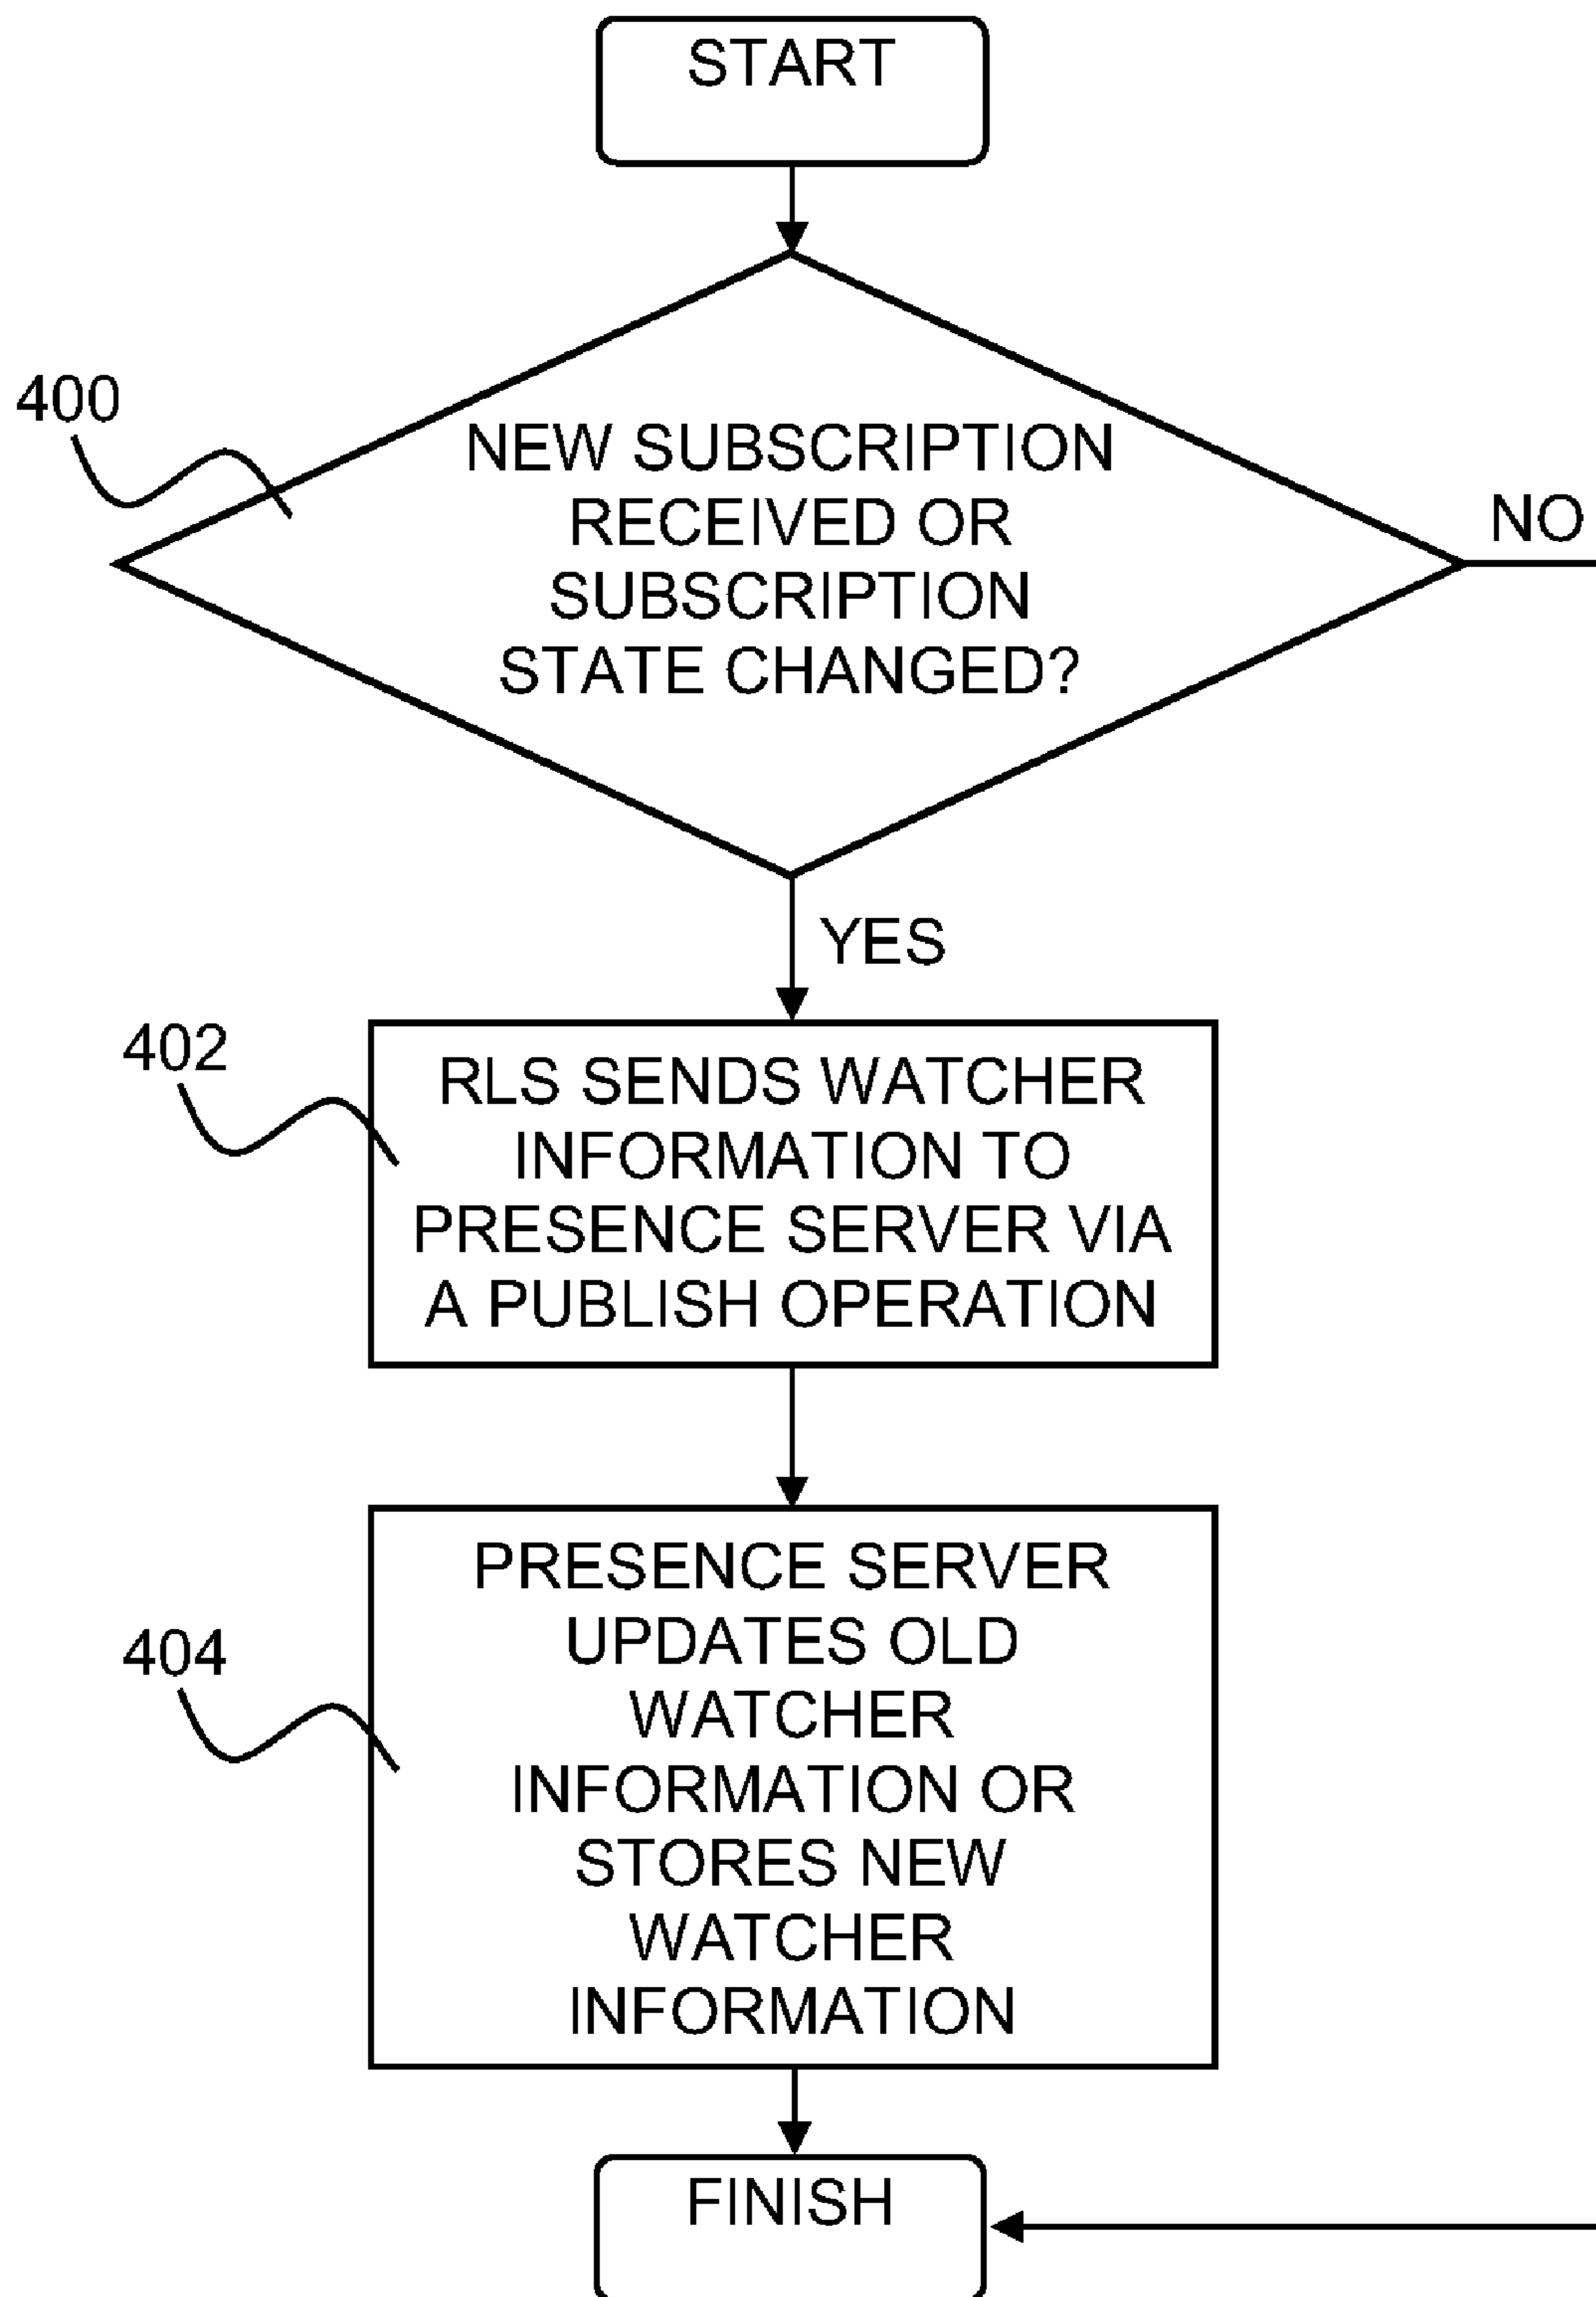 START
400
NEW SUBSCRIPTION
RECEIVED OR
SUBSCRIPTION
STATE CHANGED?
NO
YES
402
RLS SENDS WATCHER
INFORMATION TO
PRESENCE SERVER VIA
A PUBLISH OPERATION
404
PRESENCE SERVER
UPDATES OLD
WATCHER
INFORMATION OR
STORES NEW
WATCHER
INFORMATION
FINISH